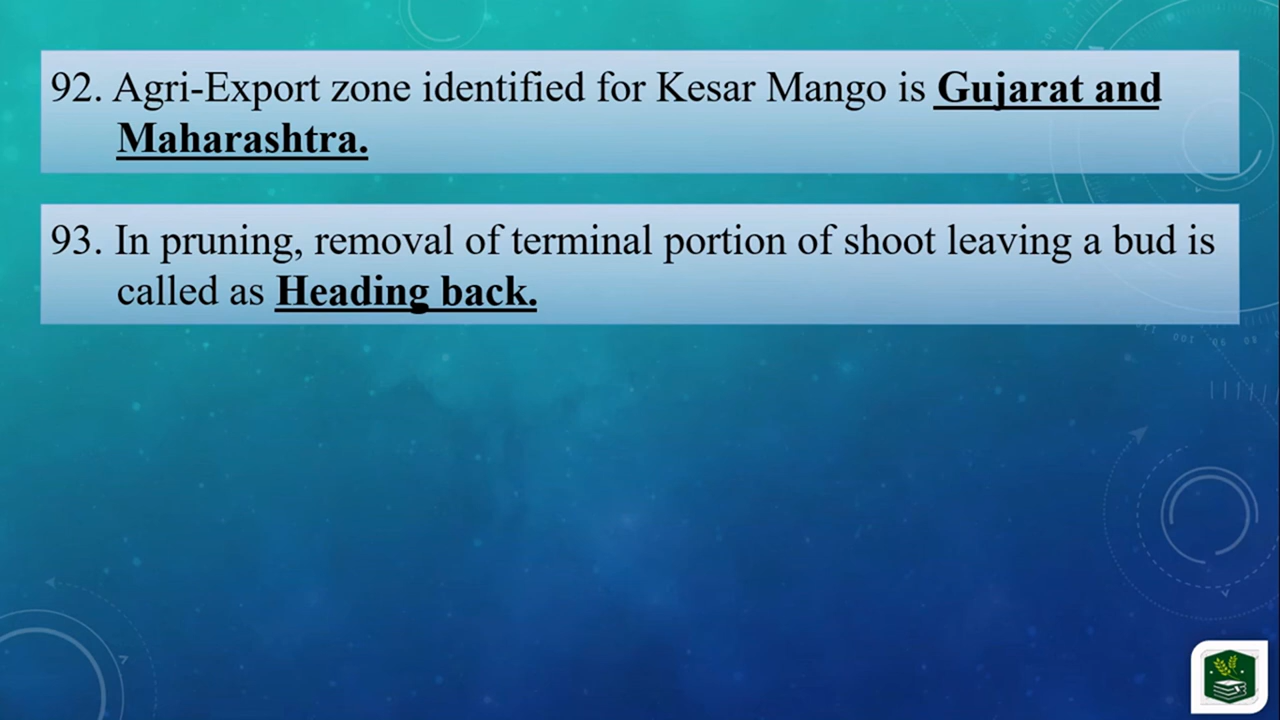 92. Agri-Export zone identified for Kesar Mango is Gujarat and
Maharashtra.
93. In pruning, removal of terminal portion of shoot leaving a bud is
called as Heading back.